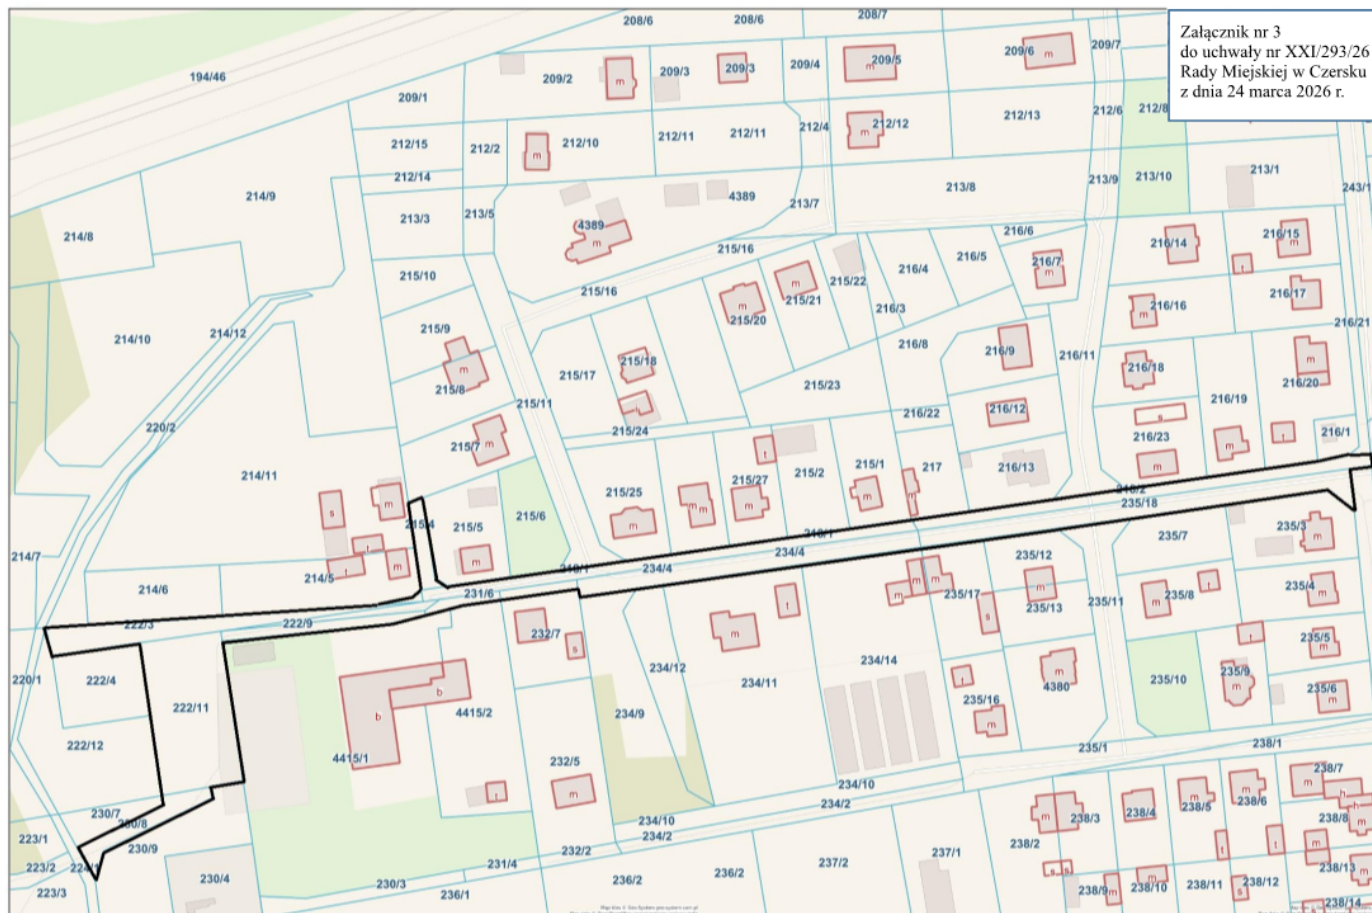 Załącznik nr 3
do uchwały nr XXI/293/26
Rady Miejskiej w Czersku
z dnia 24 marca 2026 r.
208/6 208/6 208/7
194/46 209/2 m 209/3 209/3 209/4 m 209/5 209/6 m 209/7
209/1 212/15 212/2 m 212/10 212/11 212/11 212/4 m 212/12 212/13 212/6 212/8
212/14 214/9 213/3 213/5 4389 4389 m 213/7 213/8 213/9 213/10 213/1 243/1
214/8 215/10 215/16 215/16 216/6 216/5 216/4 216/7 m 216/14 216/15 m t
214/10 214/12 215/9 m 215/8 215/20 m 215/21 m 215/22 216/3 216/8 216/9 216/11 216/16 m 216/17 216/21
215/17 215/18 215/11 215/23 216/12 216/18 216/19 216/20 m
220/2 215/7 m 215/24 216/22 216/23 s 216/1 t
214/11 s m 215/4 215/5 215/6 215/25 m m m 215/27 t m 215/2 215/1 m 217 m 216/13 m m
235/18 234/4 234/4
214/7 214/6 214/5 t t m m 231/6 235/12 235/7 235/3 m
222/3 222/9 232/7 s m t m m m 235/17 s 235/13 m 235/11 m 235/8 t 235/4 m
220/1 222/4 222/11 222/12 b b 4415/2 4415/1 234/12 234/11 234/14 234/9 235/16 t m 4380 m 235/10 235/9 m t 235/5 m 235/6 m
235/1 238/1
232/5 m t 234/10 234/10 234/2 234/2
230/7 230/8 230/9 223/1 223/2 224/1 223/3 230/4 230/3 231/4 236/1 232/2 236/2 236/2 237/2 237/1
238/2 m 238/3 238/4 238/5 238/6 238/7 m h h 238/8 m
s s 238/9 m 238/10 m 238/11 t 238/12 s t m 238/13 m 238/14